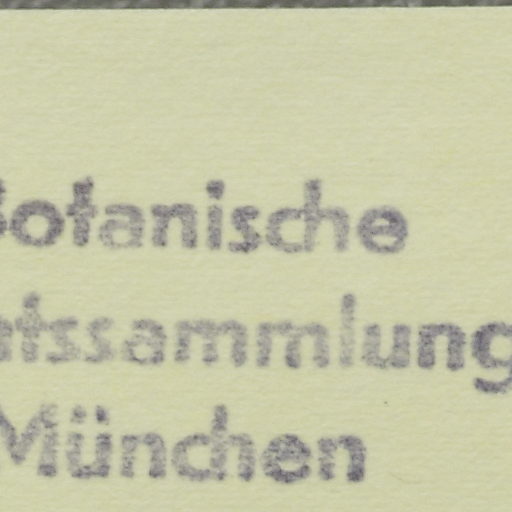 Botanische
atssammlung
München